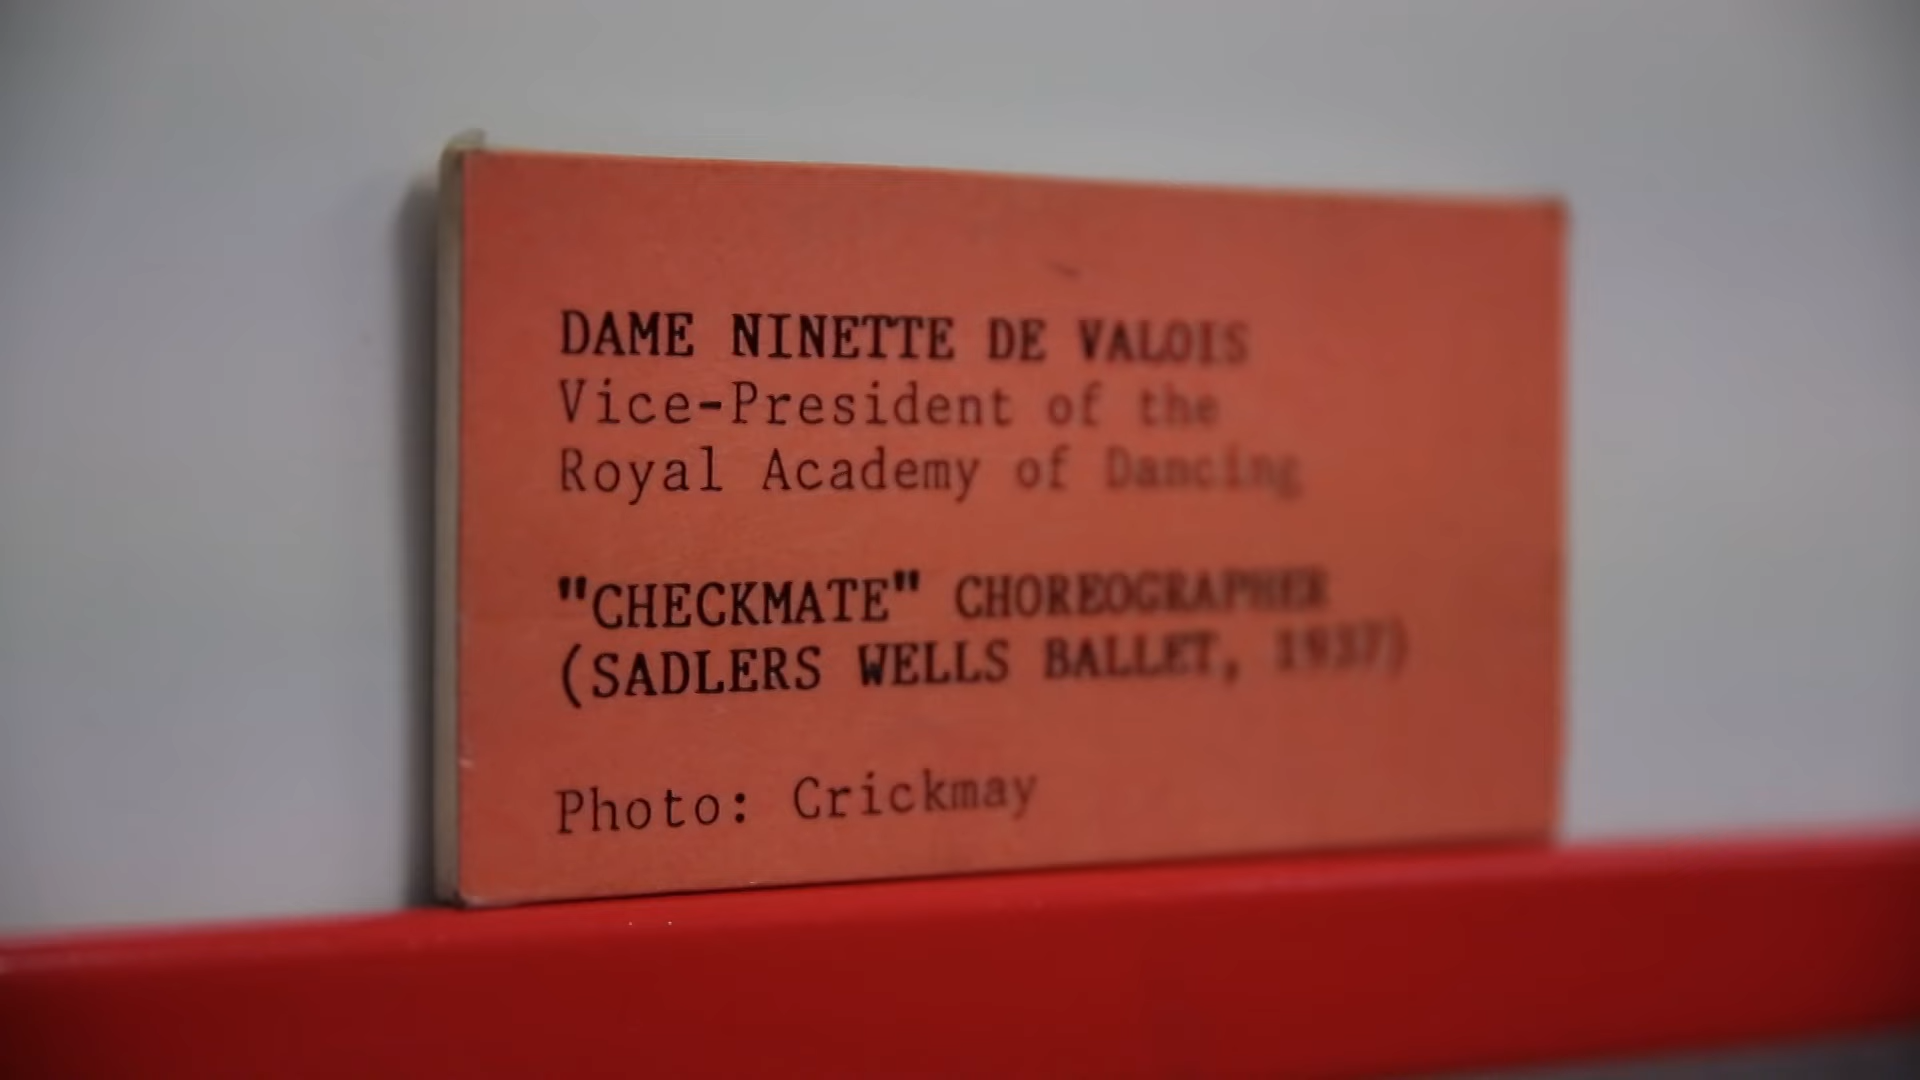 DAME NINETTE DE VALOIS
Vice-President of the
Royal Academy of Dancing
"CHECKMATE" CHOREOGRAPHER
(SADLERS WELLS BALLET, 1937)
Photo: Crickmay